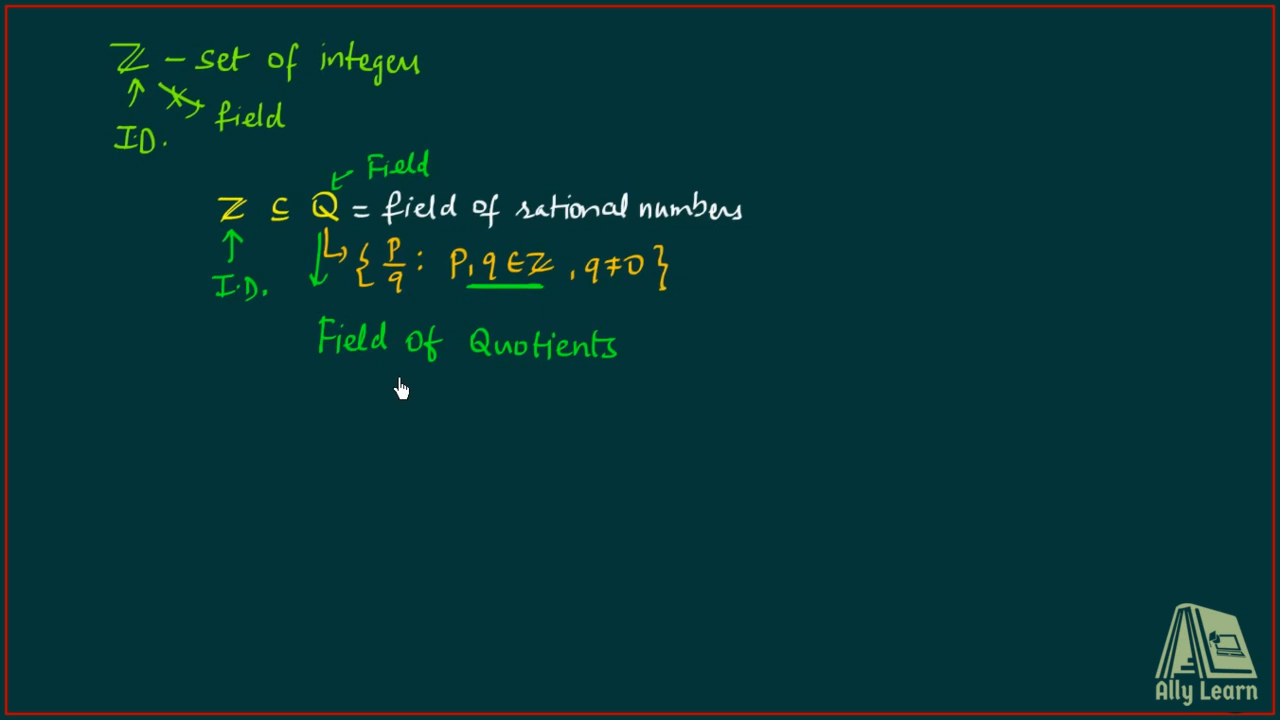 ℤ - set of integers
I.D.
field
Field
ℤ ⊆ Q = field of rational numbers
I.D.
{ P/q : P, q ∈ ℤ, q ≠ 0 }
Field Of Quotients
Ally Learn